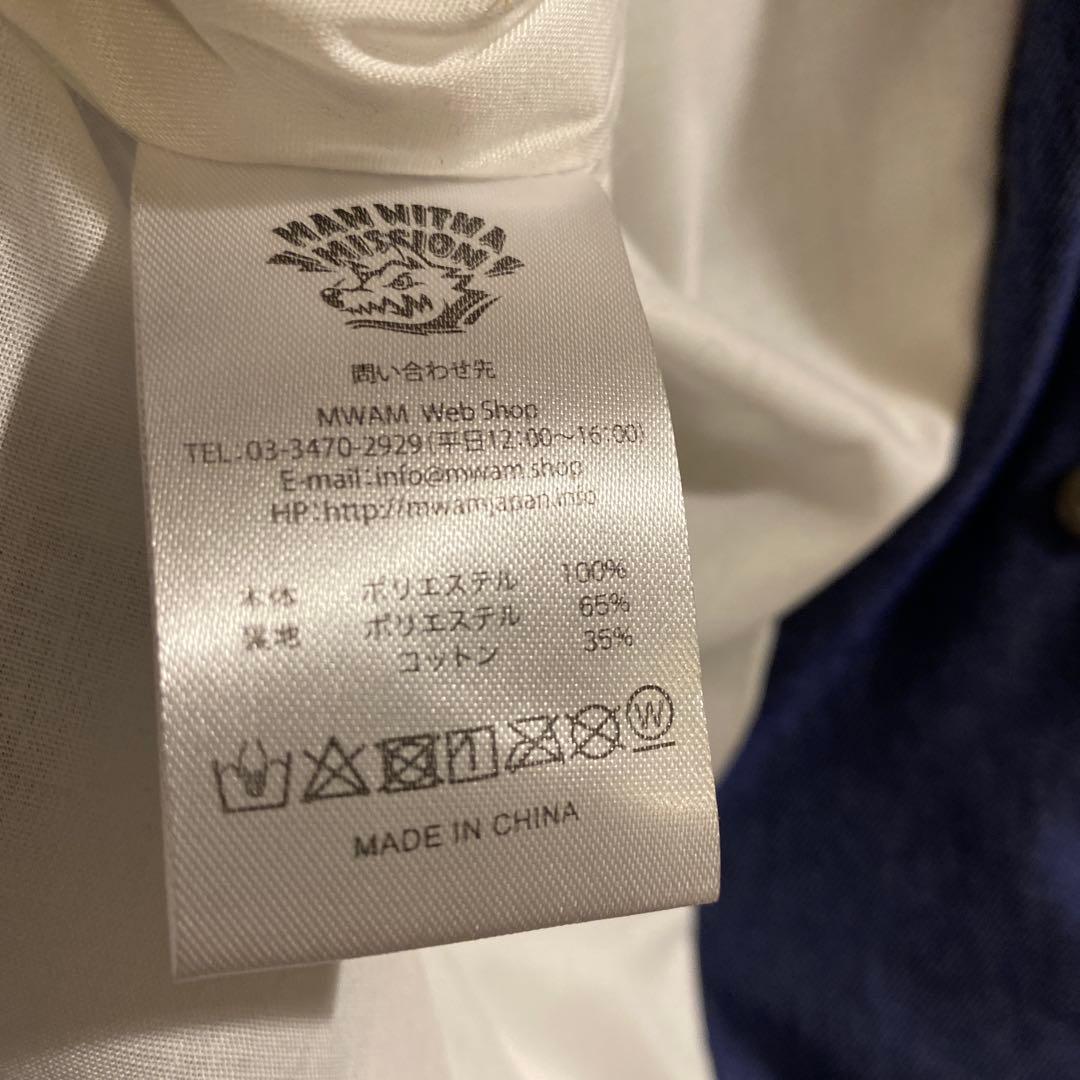 MAN WITH A
MISSION
問い合わせ先
MWAM Web Shop
TEL:03-3470-2929(平日12:00～16:00)
E-mail:info@mwam.shop
HP:http://mwamjapan.info
本体 ポリエステル 100%
裏地 ポリエステル 65%
コットン 35%
W
MADE IN CHINA